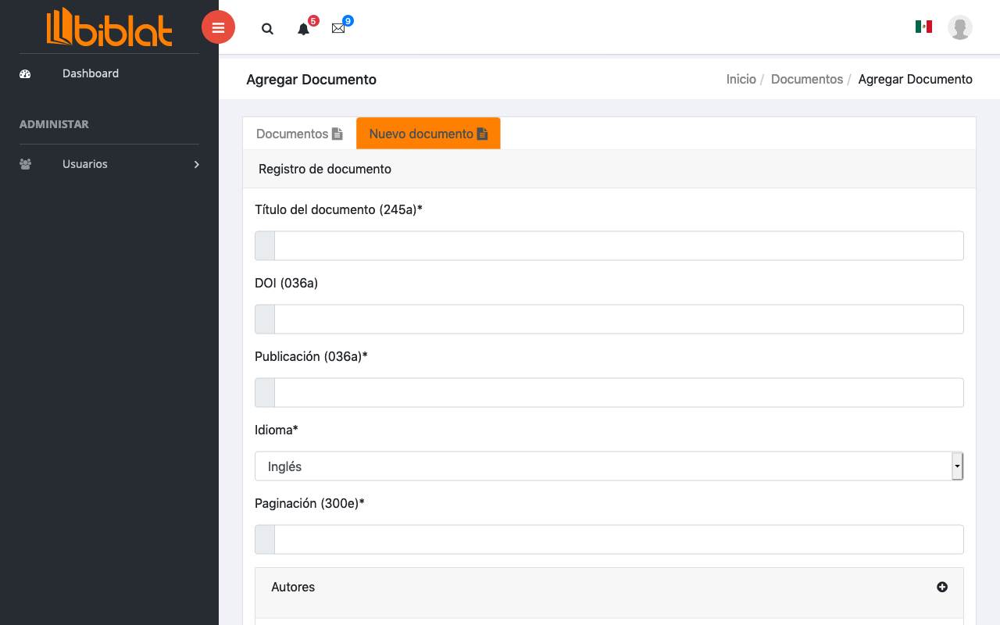 biblat
5
9
Dashboard
ADMINISTAR
Usuarios
Agregar Documento
Inicio / Documentos / Agregar Documento
Documentos
Nuevo documento
Registro de documento
Título del documento (245a)*
DOI (036a)
Publicación (036a)*
Idioma*
Inglés
Paginación (300e)*
Autores